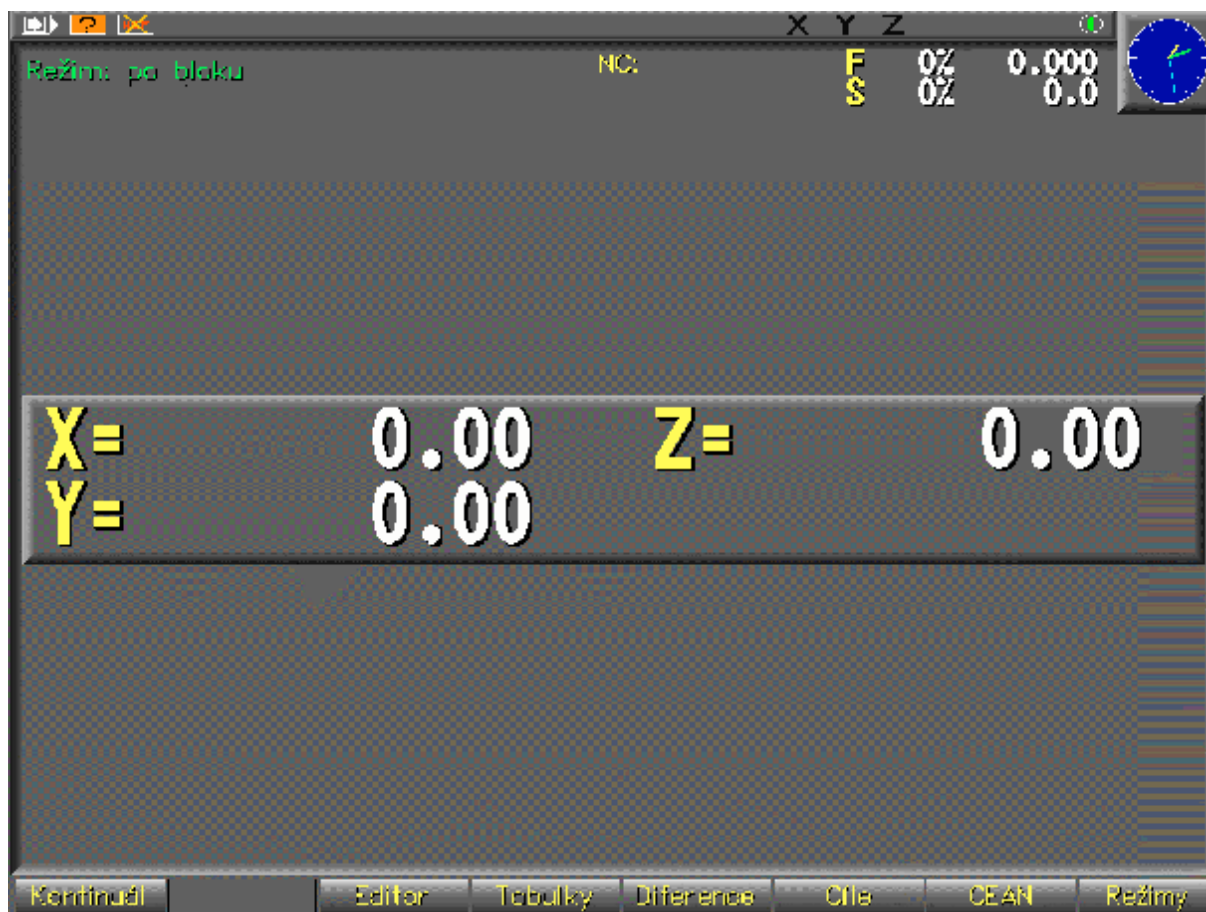 ?
X Y Z
Režim: po bloku
NC:
F 0% 0.000
S 0% 0.0
X= 0.00 Z= 0.00
Y= 0.00
Kontinuál Editor Tabulky Diference Cíle CEAN Režimy